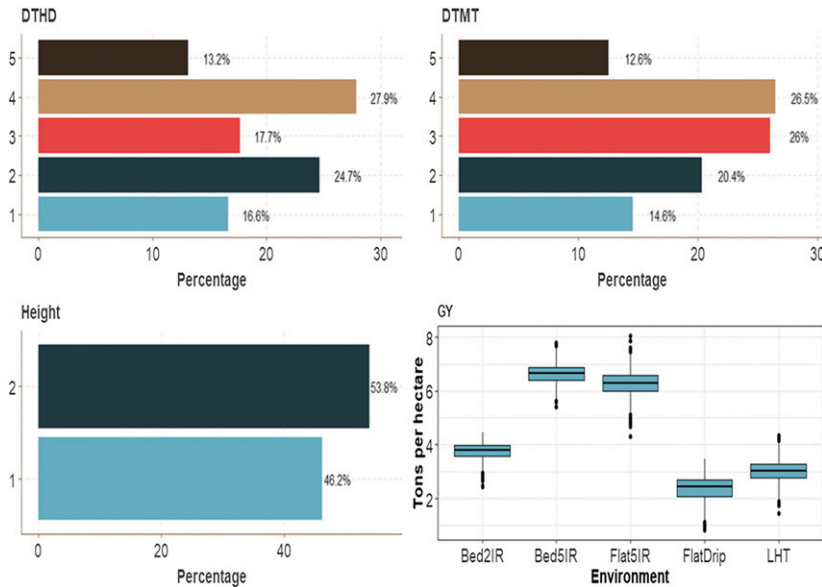 DTHD
5
13.2%
4
27.9%
3
17.7%
2
24.7%
1
16.6%
0 10 20 30
Percentage
DTMT
5
12.6%
4
26.5%
3
26%
2
20.4%
1
14.6%
0 10 20 30
Percentage
Height
2
53.8%
1
46.2%
0 20 40
Percentage
GY
Tons per hectare
8
6
4
2
Bed2IR Bed5IR Flat5IR FlatDrip LHT
Environment